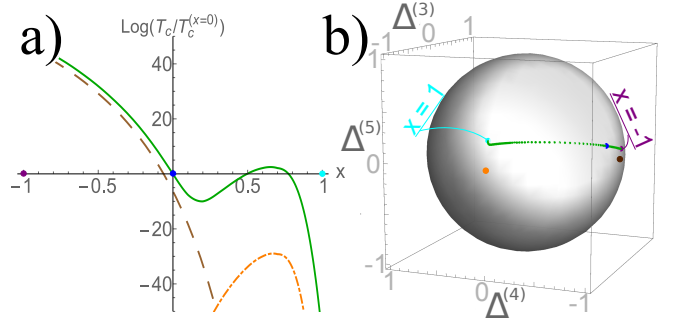 a)
Log(T_c/T_c^(x=0))
40
20
−20
−40
−1
−0.5
0.5
1
x
b)
Δ^(3)
-1
0
1
x = 1
x = -1
Δ^(5)
1
0
-1
1
0
-1
Δ^(4)